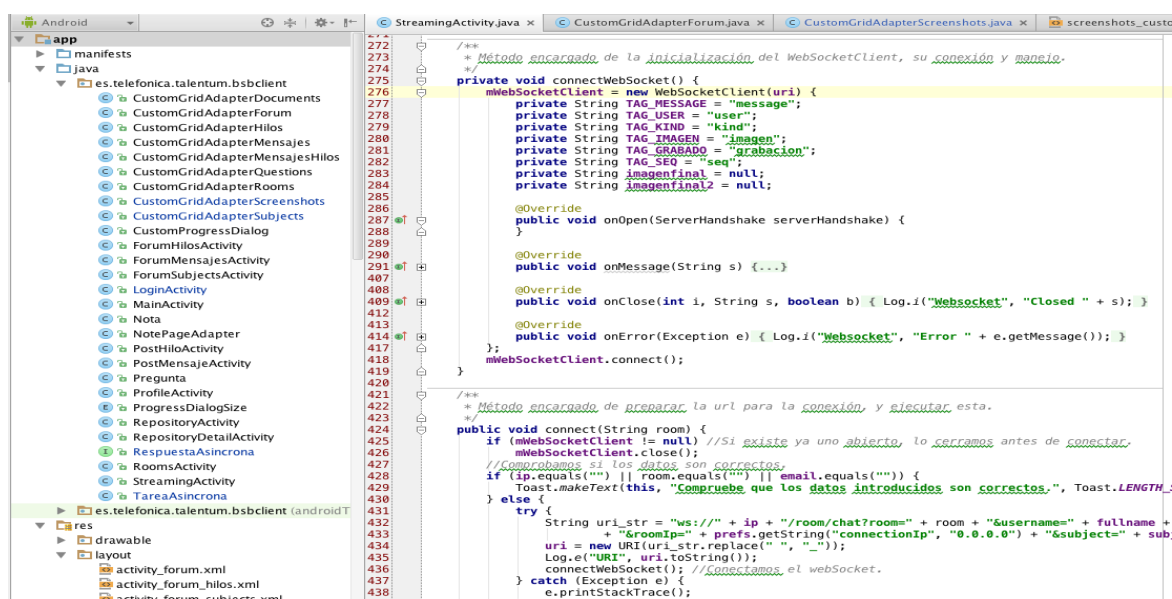 Android
StreamingActivity.java ×
CustomGridAdapterForum.java ×
CustomGridAdapterScreenshots.java ×
app
manifests
java
es.telefonica.talentum.bsbclient
CustomGridAdapterDocuments
CustomGridAdapterForum
CustomGridAdapterHilos
CustomGridAdapterMensajes
CustomGridAdapterMensajesHilos
CustomGridAdapterQuestions
CustomGridAdapterRooms
CustomGridAdapterScreenshots
CustomGridAdapterSubjects
CustomProgressDialog
ForumHilosActivity
ForumMensajesActivity
ForumSubjectsActivity
LoginActivity
MainActivity
Nota
NotePageAdapter
PostHiloActivity
PostMensajeActivity
Pregunta
ProfileActivity
ProgressDialogSize
RepositoryActivity
RepositoryDetailActivity
RespuestaAsincrona
RoomsActivity
StreamingActivity
TareaAsincrona
es.telefonica.talentum.bsbclient (androidT
res
drawable
layout
activity_forum.xml
activity_forum_hilos.xml
272 /**
273 * Método encargado de la inicialización del WebSocketClient, su conexión y manejo.
274 */
275 private void connectWebSocket() {
276 mWebSocketClient = new WebSocketClient(uri) {
277 private String TAG_MESSAGE = "message";
278 private String TAG_USER = "user";
279 private String TAG_KIND = "kind";
280 private String TAG_IMAGEN = "imagen";
281 private String TAG_GRABADO = "grabacion";
282 private String TAG_SEQ = "seq";
283 private String imagenfinal = null;
284 private String imagenfinal2 = null;
285
286 @Override
287 public void onOpen(ServerHandshake serverHandshake) {
288 }
289
290 @Override
291 public void onMessage(String s) {...}
407
408 @Override
409 public void onClose(int i, String s, boolean b) { Log.i("Websocket", "Closed " + s); }
412
413 @Override
414 public void onError(Exception e) { Log.i("Websocket", "Error " + e.getMessage()); }
417 };
418 mWebSocketClient.connect();
419 }
420
421 /**
422 * Método encargado de preparar la url para la conexión, y ejecutar esta.
423 */
424 public void connect(String room) {
425 if (mWebSocketClient != null) //Si existe ya uno abierto, lo cerramos antes de conectar.
426 mWebSocketClient.close();
427 //Comprobamos si los datos son correctos.
428 if (ip.equals("") || room.equals("") || email.equals("")) {
429 Toast.makeText(this, "Compruebe que los datos introducidos son correctos.", Toast.LENGTH_S
430 } else {
431 try {
432 String uri_str = "ws://" + ip + "/room/chat?room=" + room + "&username=" + fullname +
433 + "&roomIp=" + prefs.getString("connectionIp", "0.0.0.0") + "&subject=" + subj
434 uri = new URI(uri_str.replace(" ", "_"));
435 Log.e("URI", uri.toString());
436 connectWebSocket(); //Conectamos el webSocket.
437 } catch (Exception e) {
438 e.printStackTrace();